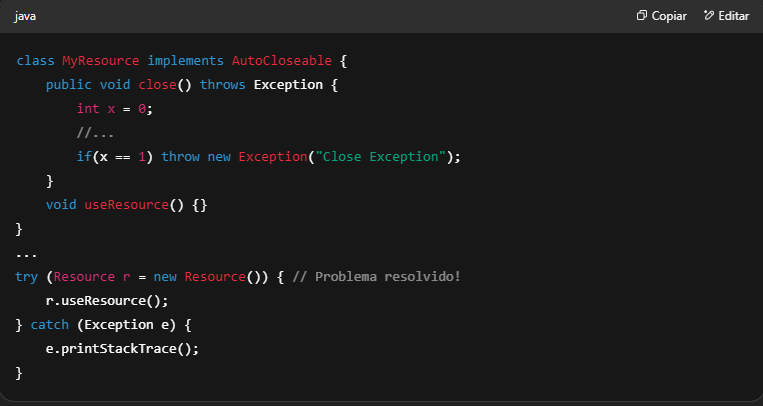 java
Copiar
Editar
class MyResource implements AutoCloseable {
    public void close() throws Exception {
        int x = 0;
        //...
        if(x == 1) throw new Exception("Close Exception");
    }
    void useResource() {}
}
...
try (Resource r = new Resource()) { // Problema resolvido!
    r.useResource();
} catch (Exception e) {
    e.printStackTrace();
}